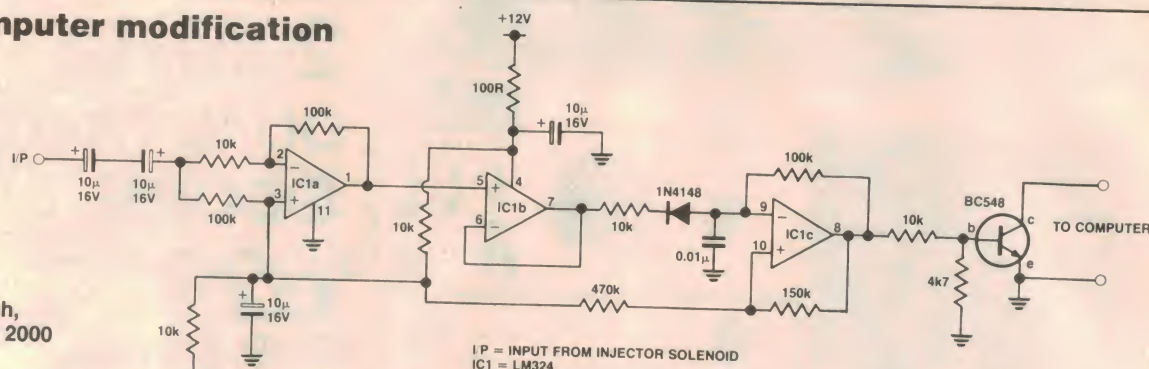 nputer modification
+12V
100R
10µ
16V
100k
10k
I/P
10µ
16V
10µ
16V
2
3
IC1a
1
11
100k
10k
5
6
4
IC1b
7
10k
1N4148
0.01µ
100k
9
10
IC1c
8
10k
BC548
b
c
e
TO COMPUTER
4k7
470k
150k
10k
10µ
16V
h,
2000
I/P = INPUT FROM INJECTOR SOLENOID
IC1 = LM324